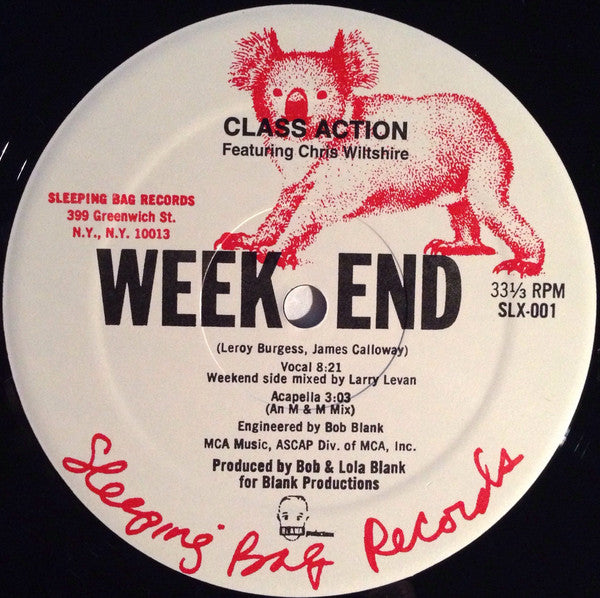 CLASS ACTION
Featuring Chris Wiltshire
SLEEPING BAG RECORDS
399 Greenwich St.
N.Y., N.Y. 10013
WEEK END
33⅓ RPM
SLX-001
(Leroy Burgess, James Calloway)
Vocal 8:21
Weekend side mixed by Larry Levan
Acapella 3:03
(An M & M Mix)
Engineered by Bob Blank
MCA Music, ASCAP Div. of MCA, Inc.
Produced by Bob & Lola Blank
for Blank Productions
BLANK
productions
Sleeping Bag Records